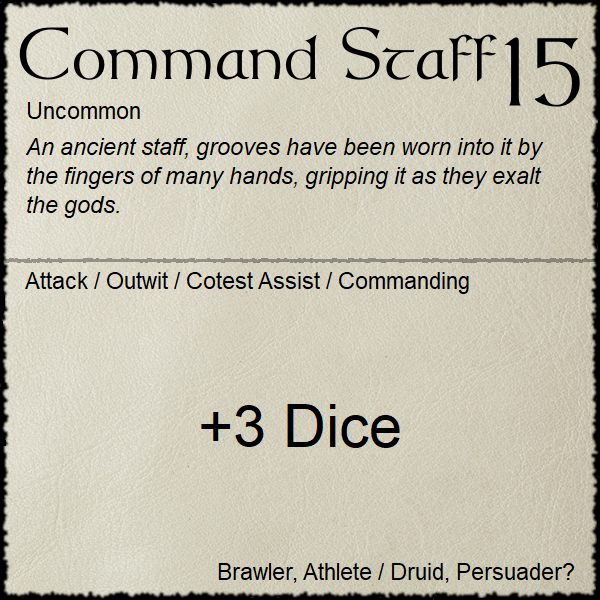 Command Staff 15
Uncommon
An ancient staff, grooves have been worn into it by
the fingers of many hands, gripping it as they exalt
the gods.
Attack / Outwit / Cotest Assist / Commanding
+3 Dice
Brawler, Athlete / Druid, Persuader?